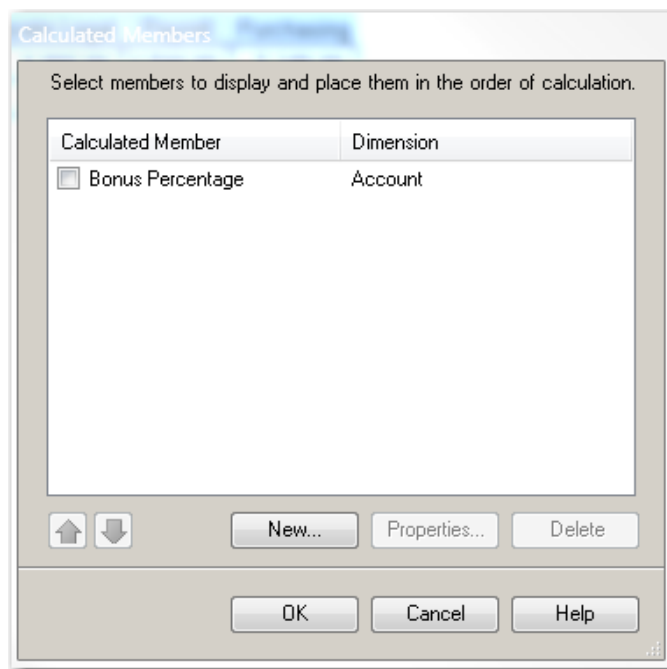 Calculated Members
Select members to display and place them in the order of calculation.
Calculated Member Dimension
Bonus Percentage Account
New... Properties... Delete
OK Cancel Help